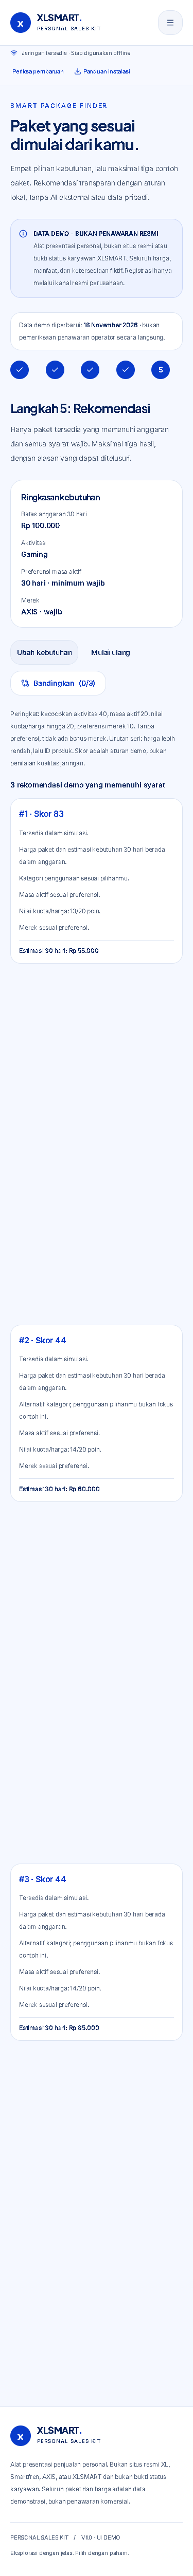 XLSMART.
PERSONAL SALES KIT
Jaringan tersedia · Siap digunakan offline
Periksa pembaruan
Panduan instalasi
SMART PACKAGE FINDER
Paket yang sesuai
dimulai dari kamu.
Empat pilihan kebutuhan, lalu maksimal tiga contoh
paket. Rekomendasi transparan dengan aturan
lokal, tanpa AI eksternal atau data pribadi.
DATA DEMO · BUKAN PENAWARAN RESMI
Alat presentasi personal, bukan situs resmi atau
bukti status karyawan XLSMART. Seluruh harga,
manfaat, dan ketersediaan fiktif. Registrasi hanya
melalui kanal resmi perusahaan.
Data demo diperbarui: 16 November 2028 · bukan
pemeriksaan penawaran operator secara langsung.
5
Langkah 5: Rekomendasi
Hanya paket tersedia yang memenuhi anggaran
dan semua syarat wajib. Maksimal tiga hasil,
dengan alasan yang dapat ditelusuri.
Ringkasan kebutuhan
Batas anggaran 30 hari
Rp 100.000
Aktivitas
Gaming
Preferensi masa aktif
30 hari · minimum wajib
Merek
AXIS · wajib
Ubah kebutuhan
Mulai ulang
Bandingkan (0/3)
Peringkat: kecocokan aktivitas 40, masa aktif 20, nilai
kuota/harga hingga 20, preferensi merek 10. Tanpa
preferensi, tidak ada bonus merek. Urutan seri: harga lebih
rendah, lalu ID produk. Skor adalah aturan demo, bukan
penilaian kualitas jaringan.
3 rekomendasi demo yang memenuhi syarat
#1 · Skor 83
Tersedia dalam simulasi.
Harga paket dan estimasi kebutuhan 30 hari berada
dalam anggaran.
Kategori penggunaan sesuai pilihanmu.
Masa aktif sesuai preferensi.
Nilai kuota/harga: 13/20 poin.
Merek sesuai preferensi.
Estimasi 30 hari: Rp 55.000
#2 · Skor 44
Tersedia dalam simulasi.
Harga paket dan estimasi kebutuhan 30 hari berada
dalam anggaran.
Alternatif kategori; penggunaan pilihanmu bukan fokus
contoh ini.
Masa aktif sesuai preferensi.
Nilai kuota/harga: 14/20 poin.
Merek sesuai preferensi.
Estimasi 30 hari: Rp 80.000
#3 · Skor 44
Tersedia dalam simulasi.
Harga paket dan estimasi kebutuhan 30 hari berada
dalam anggaran.
Alternatif kategori; penggunaan pilihanmu bukan fokus
contoh ini.
Masa aktif sesuai preferensi.
Nilai kuota/harga: 14/20 poin.
Merek sesuai preferensi.
Estimasi 30 hari: Rp 85.000
XLSMART.
PERSONAL SALES KIT
Alat presentasi penjualan personal. Bukan situs resmi XL,
Smartfren, AXIS, atau XLSMART dan bukan bukti status
karyawan. Seluruh paket dan harga adalah data
demonstrasi, bukan penawaran komersial.
PERSONAL SALES KIT / V8.0 · UI DEMO
Eksplorasi dengan jelas. Pilih dengan paham.